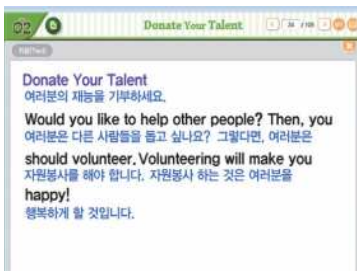 02
Donate Your Talent
Donate Your Talent
여러분의 재능을 기부하세요.
Would you like to help other people? Then, you
여러분은 다른 사람들을 돕고 싶나요? 그렇다면, 여러분은
should volunteer. Volunteering will make you
자원봉사를 해야 합니다. 자원봉사 하는 것은 여러분을
happy!
행복하게 할 것입니다.